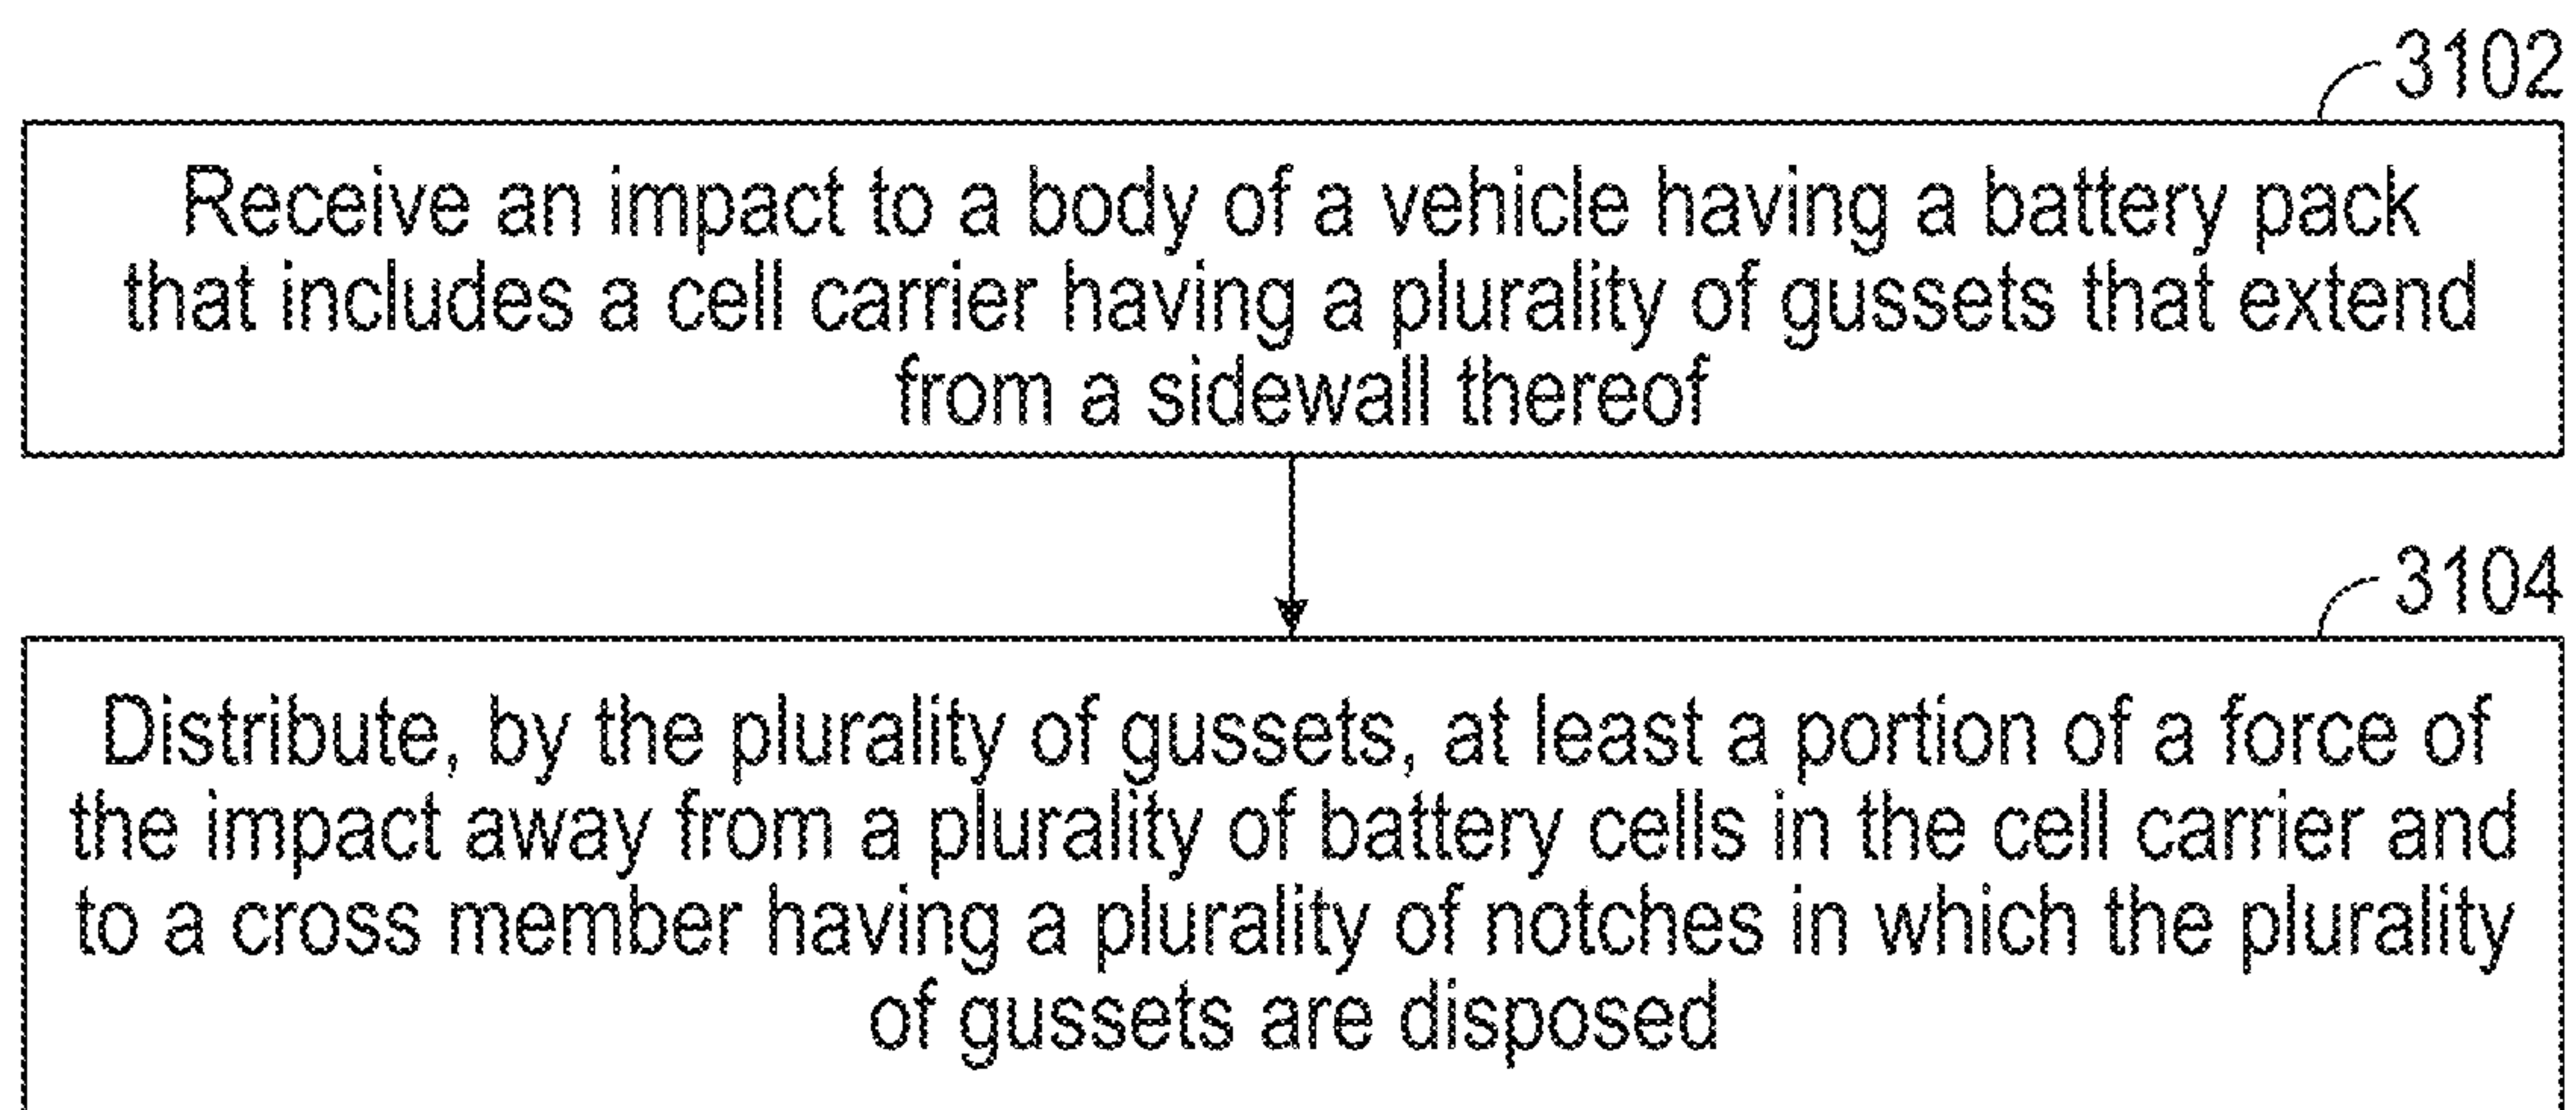 3102
Receive an impact to a body of a vehicle having a battery pack
that includes a cell carrier having a plurality of gussets that extend
from a sidewall thereof
3104
Distribute, by the plurality of gussets, at least a portion of a force of
the impact away from a plurality of battery cells in the cell carrier and
to a cross member having a plurality of notches in which the plurality
of gussets are disposed